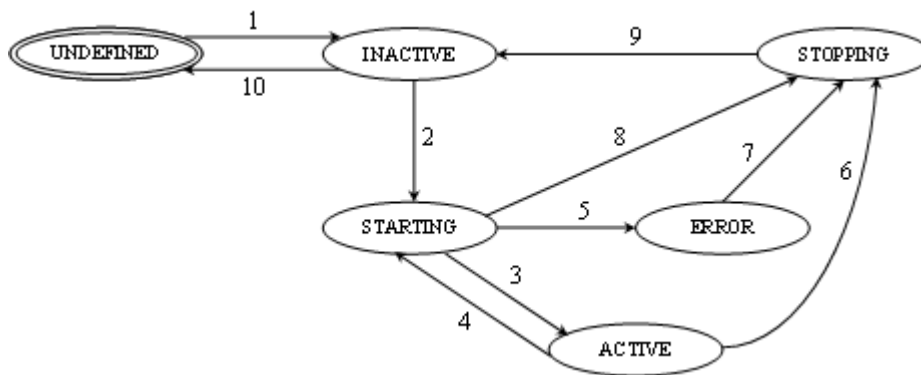 1
UNDEFINED
INACTIVE
9
STOPPING
10
2
8
7
6
STARTING
5
ERROR
3
4
ACTIVE